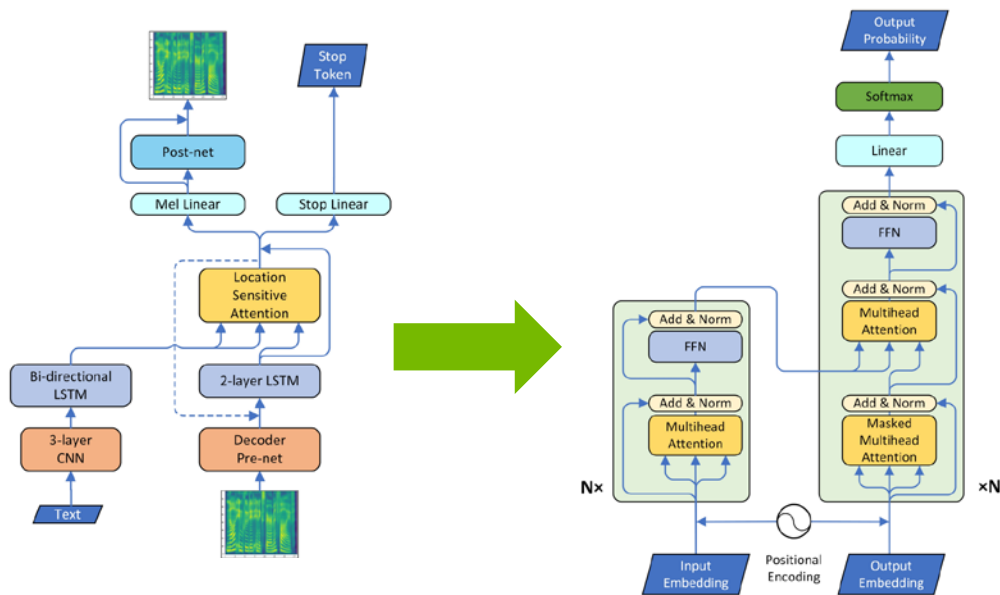 Stop
Token
Post-net
Mel Linear
Stop Linear
Location
Sensitive
Attention
Bi-directional
LSTM
2-layer LSTM
3-layer
CNN
Decoder
Pre-net
Text
Output
Probability
Softmax
Linear
Add & Norm
FFN
Add & Norm
Multihead
Attention
Add & Norm
Masked
Multihead
Attention
×N
Add & Norm
FFN
Add & Norm
Multihead
Attention
N×
Positional
Encoding
Input
Embedding
Output
Embedding